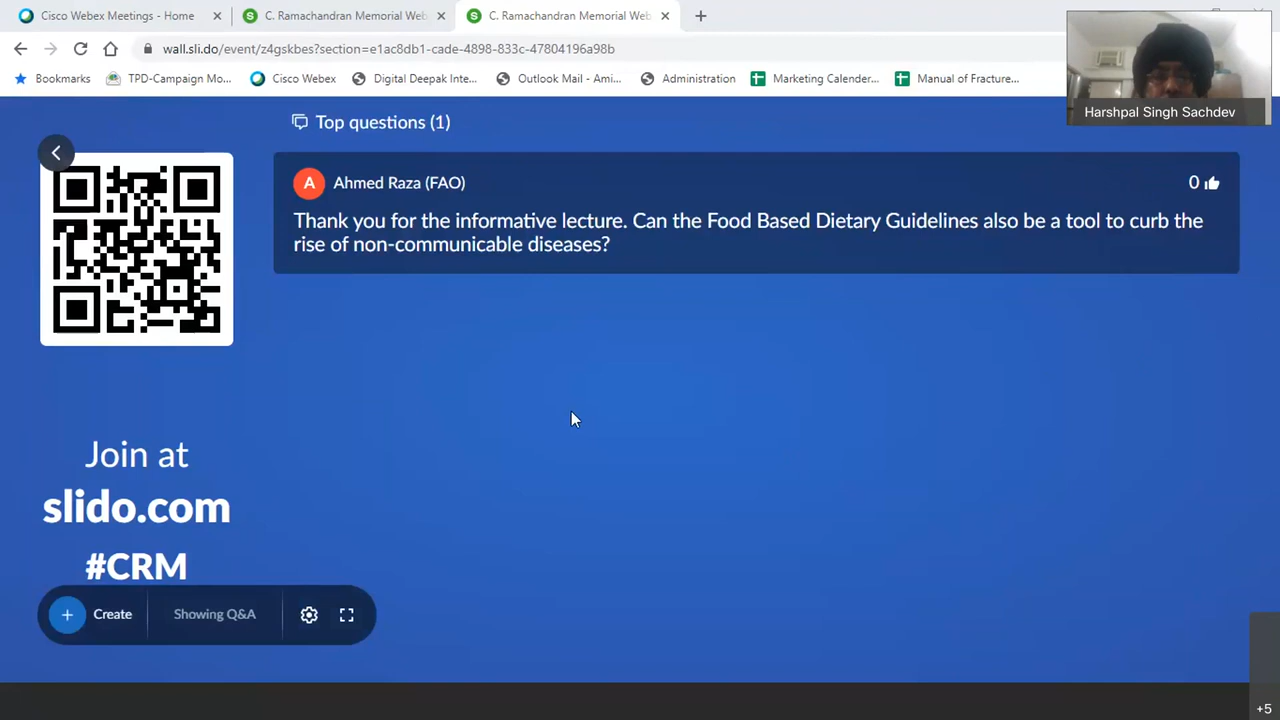 Cisco Webex Meetings - Home
C. Ramachandran Memorial Web
C. Ramachandran Memorial Web
wall.sli.do/event/z4gskbes?section=e1ac8db1-cade-4898-833c-47804196a98b
Bookmarks
TPD-Campaign Mo...
Cisco Webex
Digital Deepak Inte...
Outlook Mail - Ami...
Administration
Marketing Calender...
Manual of Fracture...
Harshpal Singh Sachdev
Top questions (1)
A
Ahmed Raza (FAO)
0
Thank you for the informative lecture. Can the Food Based Dietary Guidelines also be a tool to curb the
rise of non-communicable diseases?
Join at
slido.com
#CRM
Create
Showing Q&A
+5